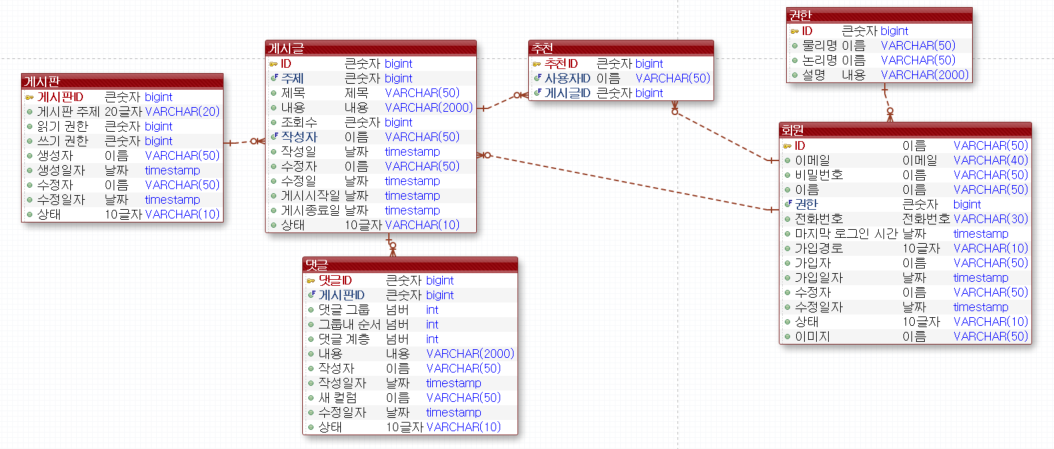 게시판
게시판ID 큰숫자 bigint
게시판 주제 20글자 VARCHAR(20)
읽기 권한 큰숫자 bigint
쓰기 권한 큰숫자 bigint
생성자 이름 VARCHAR(50)
생성일자 날짜 timestamp
수정자 이름 VARCHAR(50)
수정일자 날짜 timestamp
상태 10글자 VARCHAR(10)
게시글
ID 큰숫자 bigint
주제 큰숫자 bigint
제목 제목 VARCHAR(50)
내용 내용 VARCHAR(2000)
조회수 큰숫자 bigint
작성자 이름 VARCHAR(50)
작성일 날짜 timestamp
수정자 이름 VARCHAR(50)
수정일 날짜 timestamp
게시시작일 날짜 timestamp
게시종료일 날짜 timestamp
상태 10글자 VARCHAR(10)
댓글
댓글ID 큰숫자 bigint
게시판ID 큰숫자 bigint
댓글 그룹 넘버 int
그룹내 순서 넘버 int
댓글 계층 넘버 int
내용 내용 VARCHAR(2000)
작성자 이름 VARCHAR(50)
작성일자 날짜 timestamp
새 컬럼 이름 VARCHAR(50)
수정일자 날짜 timestamp
상태 10글자 VARCHAR(10)
추천
추천ID 큰숫자 bigint
사용자ID 이름 VARCHAR(50)
게시글ID 큰숫자 bigint
권한
ID 큰숫자 bigint
물리명 이름 VARCHAR(50)
논리명 이름 VARCHAR(50)
설명 내용 VARCHAR(2000)
회원
ID 이름 VARCHAR(50)
이메일 이메일 VARCHAR(40)
비밀번호 이름 VARCHAR(50)
이름 이름 VARCHAR(50)
권한 큰숫자 bigint
전화번호 전화번호 VARCHAR(30)
마지막 로그인 시간 날짜 timestamp
가입경로 10글자 VARCHAR(10)
가입자 이름 VARCHAR(50)
가입일자 날짜 timestamp
수정자 이름 VARCHAR(50)
수정일자 날짜 timestamp
상태 10글자 VARCHAR(10)
이미지 이름 VARCHAR(50)